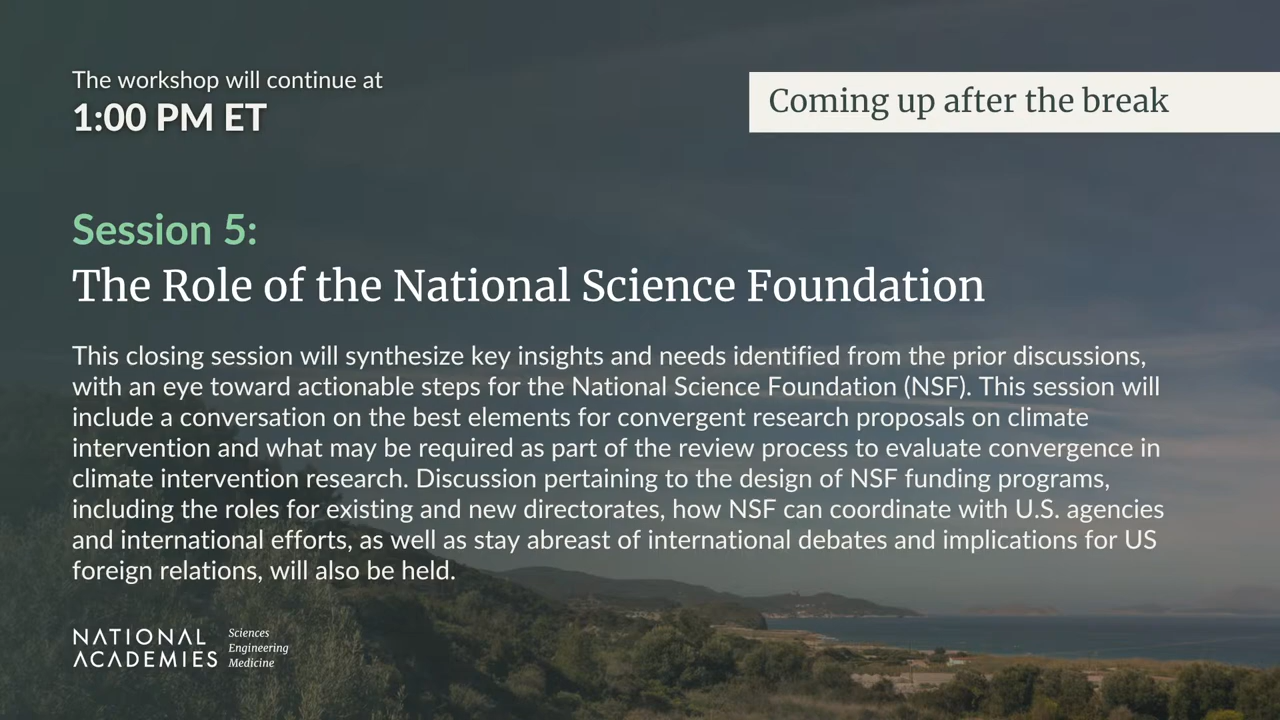 The workshop will continue at
1:00 PM ET
Coming up after the break
Session 5:
The Role of the National Science Foundation
This closing session will synthesize key insights and needs identified from the prior discussions,
with an eye toward actionable steps for the National Science Foundation (NSF). This session will
include a conversation on the best elements for convergent research proposals on climate
intervention and what may be required as part of the review process to evaluate convergence in
climate intervention research. Discussion pertaining to the design of NSF funding programs,
including the roles for existing and new directorates, how NSF can coordinate with U.S. agencies
and international efforts, as well as stay abreast of international debates and implications for US
foreign relations, will also be held.
NATIONAL
ACADEMIES
Sciences
Engineering
Medicine